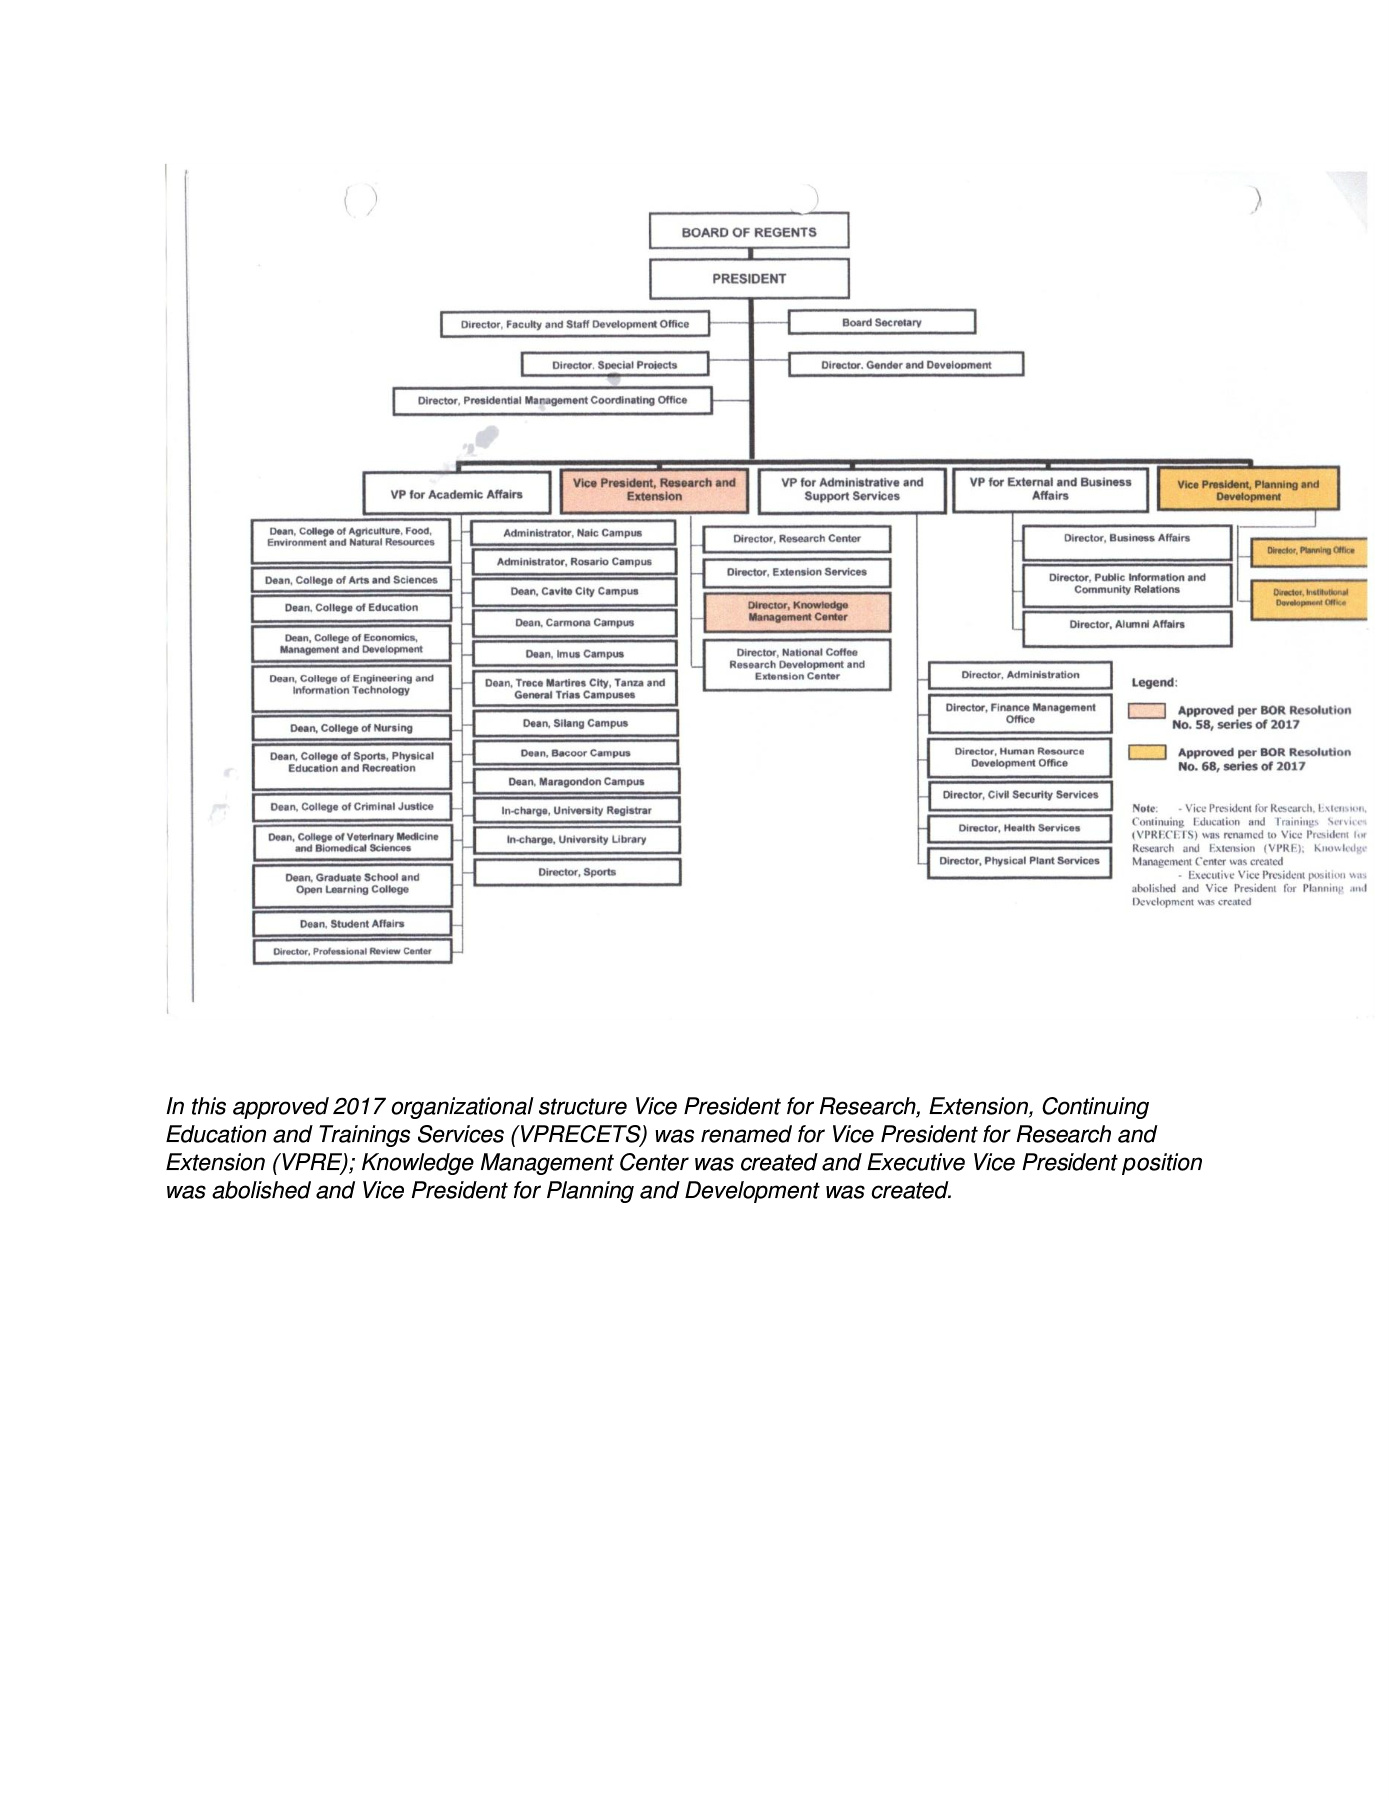 BOARD OF REGENTS
PRESIDENT
Director, Faculty and Staff Development Office
Board Secretary
Director. Special Projects
Director. Gender and Development
Director, Presidential Management Coordinating Office
VP for Academic Affairs
Vice President, Research and
Extension
VP for Administrative and
Support Services
VP for External and Business
Affairs
Vice President, Planning and
Development
Dean, College of Agriculture, Food,
Environment and Natural Resources
Dean, College of Arts and Sciences
Dean, College of Education
Dean, College of Economics,
Management and Development
Dean, College of Engineering and
Information Technology
Dean, College of Nursing
Dean, College of Sports, Physical
Education and Recreation
Dean, College of Criminal Justice
Dean, College of Veterinary Medicine
and Biomedical Sciences
Dean, Graduate School and
Open Learning College
Dean, Student Affairs
Director, Professional Review Center
Administrator, Naic Campus
Administrator, Rosario Campus
Dean, Cavite City Campus
Dean, Carmona Campus
Dean, Imus Campus
Dean, Trece Martires City, Tanza and
General Trias Campuses
Dean, Silang Campus
Dean, Bacoor Campus
Dean, Maragondon Campus
In-charge, University Registrar
In-charge, University Library
Director, Sports
Director, Research Center
Director, Extension Services
Director, Knowledge
Management Center
Director, National Coffee
Research Development and
Extension Center
Director, Administration
Director, Finance Management
Office
Director, Human Resource
Development Office
Director, Civil Security Services
Director, Health Services
Director, Physical Plant Services
Director, Business Affairs
Director, Public Information and
Community Relations
Director, Alumni Affairs
Director, Planning Office
Director, Institutional
Development Office
Legend:
Approved per BOR Resolution
No. 58, series of 2017
Approved per BOR Resolution
No. 68, series of 2017
Note: - Vice President for Research, Extension,
Continuing Education and Trainings Services
(VPRECETS) was renamed to Vice President for
Research and Extension (VPRE); Knowledge
Management Center was created
- Executive Vice President position was
abolished and Vice President for Planning and
Development was created
In this approved 2017 organizational structure Vice President for Research, Extension, Continuing
Education and Trainings Services (VPRECETS) was renamed for Vice President for Research and
Extension (VPRE); Knowledge Management Center was created and Executive Vice President position
was abolished and Vice President for Planning and Development was created.